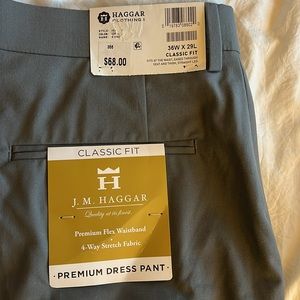 HAGGAR
CLOTHING
$68.00
36W X 29L
CLASSIC FIT
CLASSIC FIT
H
J. M. HAGGAR
Quality at its finest.
Premium Flex Waistband
4-Way Stretch Fabric
PREMIUM DRESS PANT